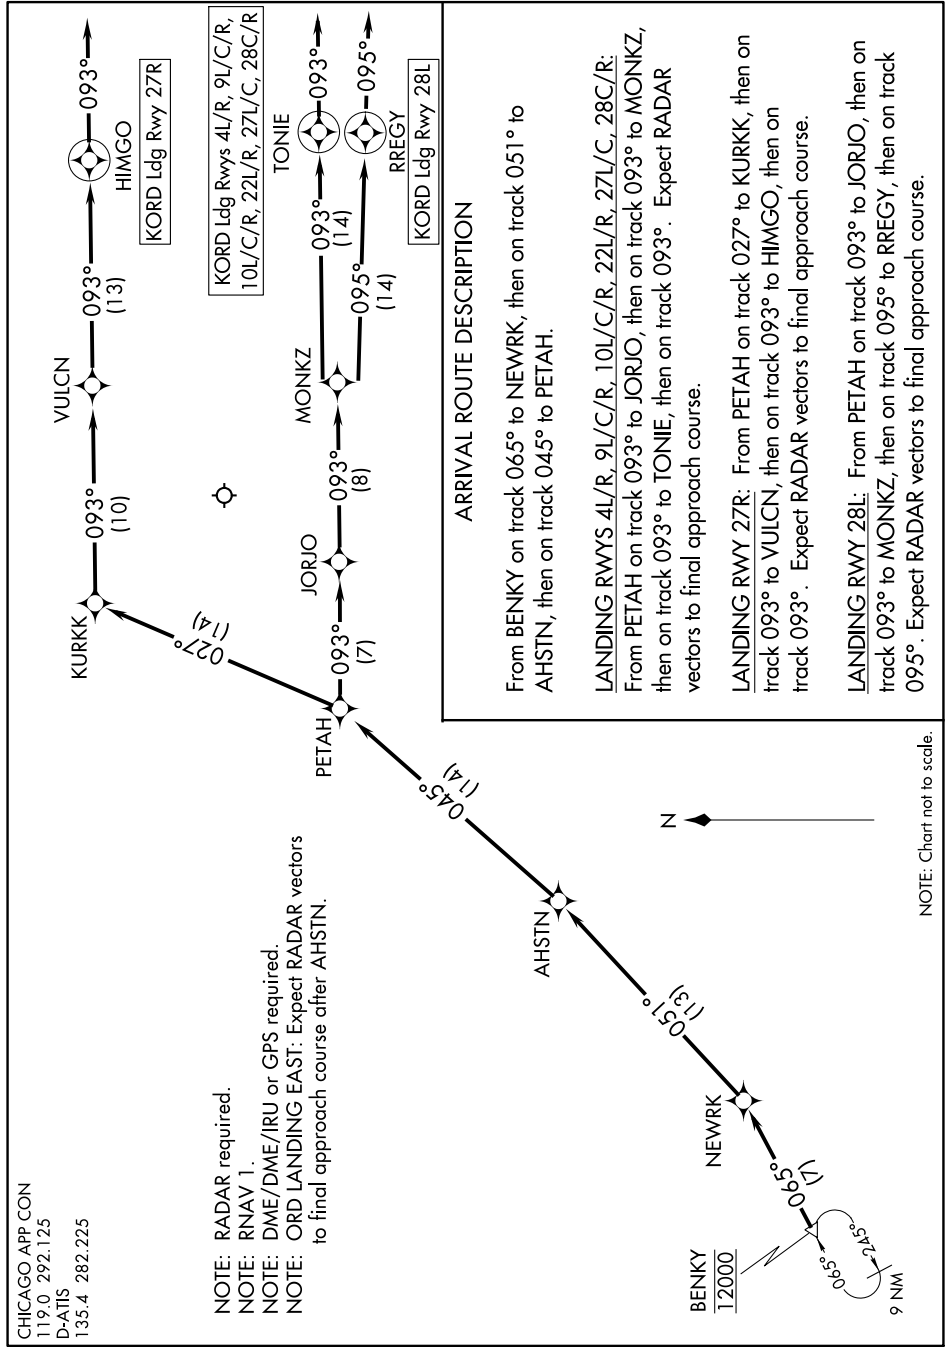 CHICAGO APP CON
119.0 292.125
D-ATIS
135.4 282.225
NOTE: RADAR required.
NOTE: RNAV 1.
NOTE: DME/DME/IRU or GPS required.
NOTE: ORD LANDING EAST: Expect RADAR vectors
to final approach course after AHSTN.
BENKY
12000
065°
245°
9 NM
065°
(7)
NEWRK
051°
(13)
AHSTN
045°
(14)
PETAH
027°
(14)
KURKK
093°
(10)
VULCN
093°
(13)
HIMGO
093°
KORD Ldg Rwy 27R
093°
(7)
JORJO
093°
(8)
MONKZ
093°
(14)
TONIE
093°
KORD Ldg Rwys 4L/R, 9L/C/R,
10L/C/R, 22L/R, 27L/C, 28C/R
095°
(14)
RREGY
095°
KORD Ldg Rwy 28L
N
NOTE: Chart not to scale.
ARRIVAL ROUTE DESCRIPTION
From BENKY on track 065° to NEWRK, then on track 051° to
AHSTN, then on track 045° to PETAH.
LANDING RWYS 4L/R, 9L/C/R, 10L/C/R, 22L/R, 27L/C, 28C/R:
From PETAH on track 093° to JORJO, then on track 093° to MONKZ,
then on track 093° to TONIE, then on track 093°. Expect RADAR
vectors to final approach course.
LANDING RWY 27R: From PETAH on track 027° to KURKK, then on
track 093° to VULCN, then on track 093° to HIMGO, then on
track 093°. Expect RADAR vectors to final approach course.
LANDING RWY 28L: From PETAH on track 093° to JORJO, then on
track 093° to MONKZ, then on track 095° to RREGY, then on track
095°. Expect RADAR vectors to final approach course.